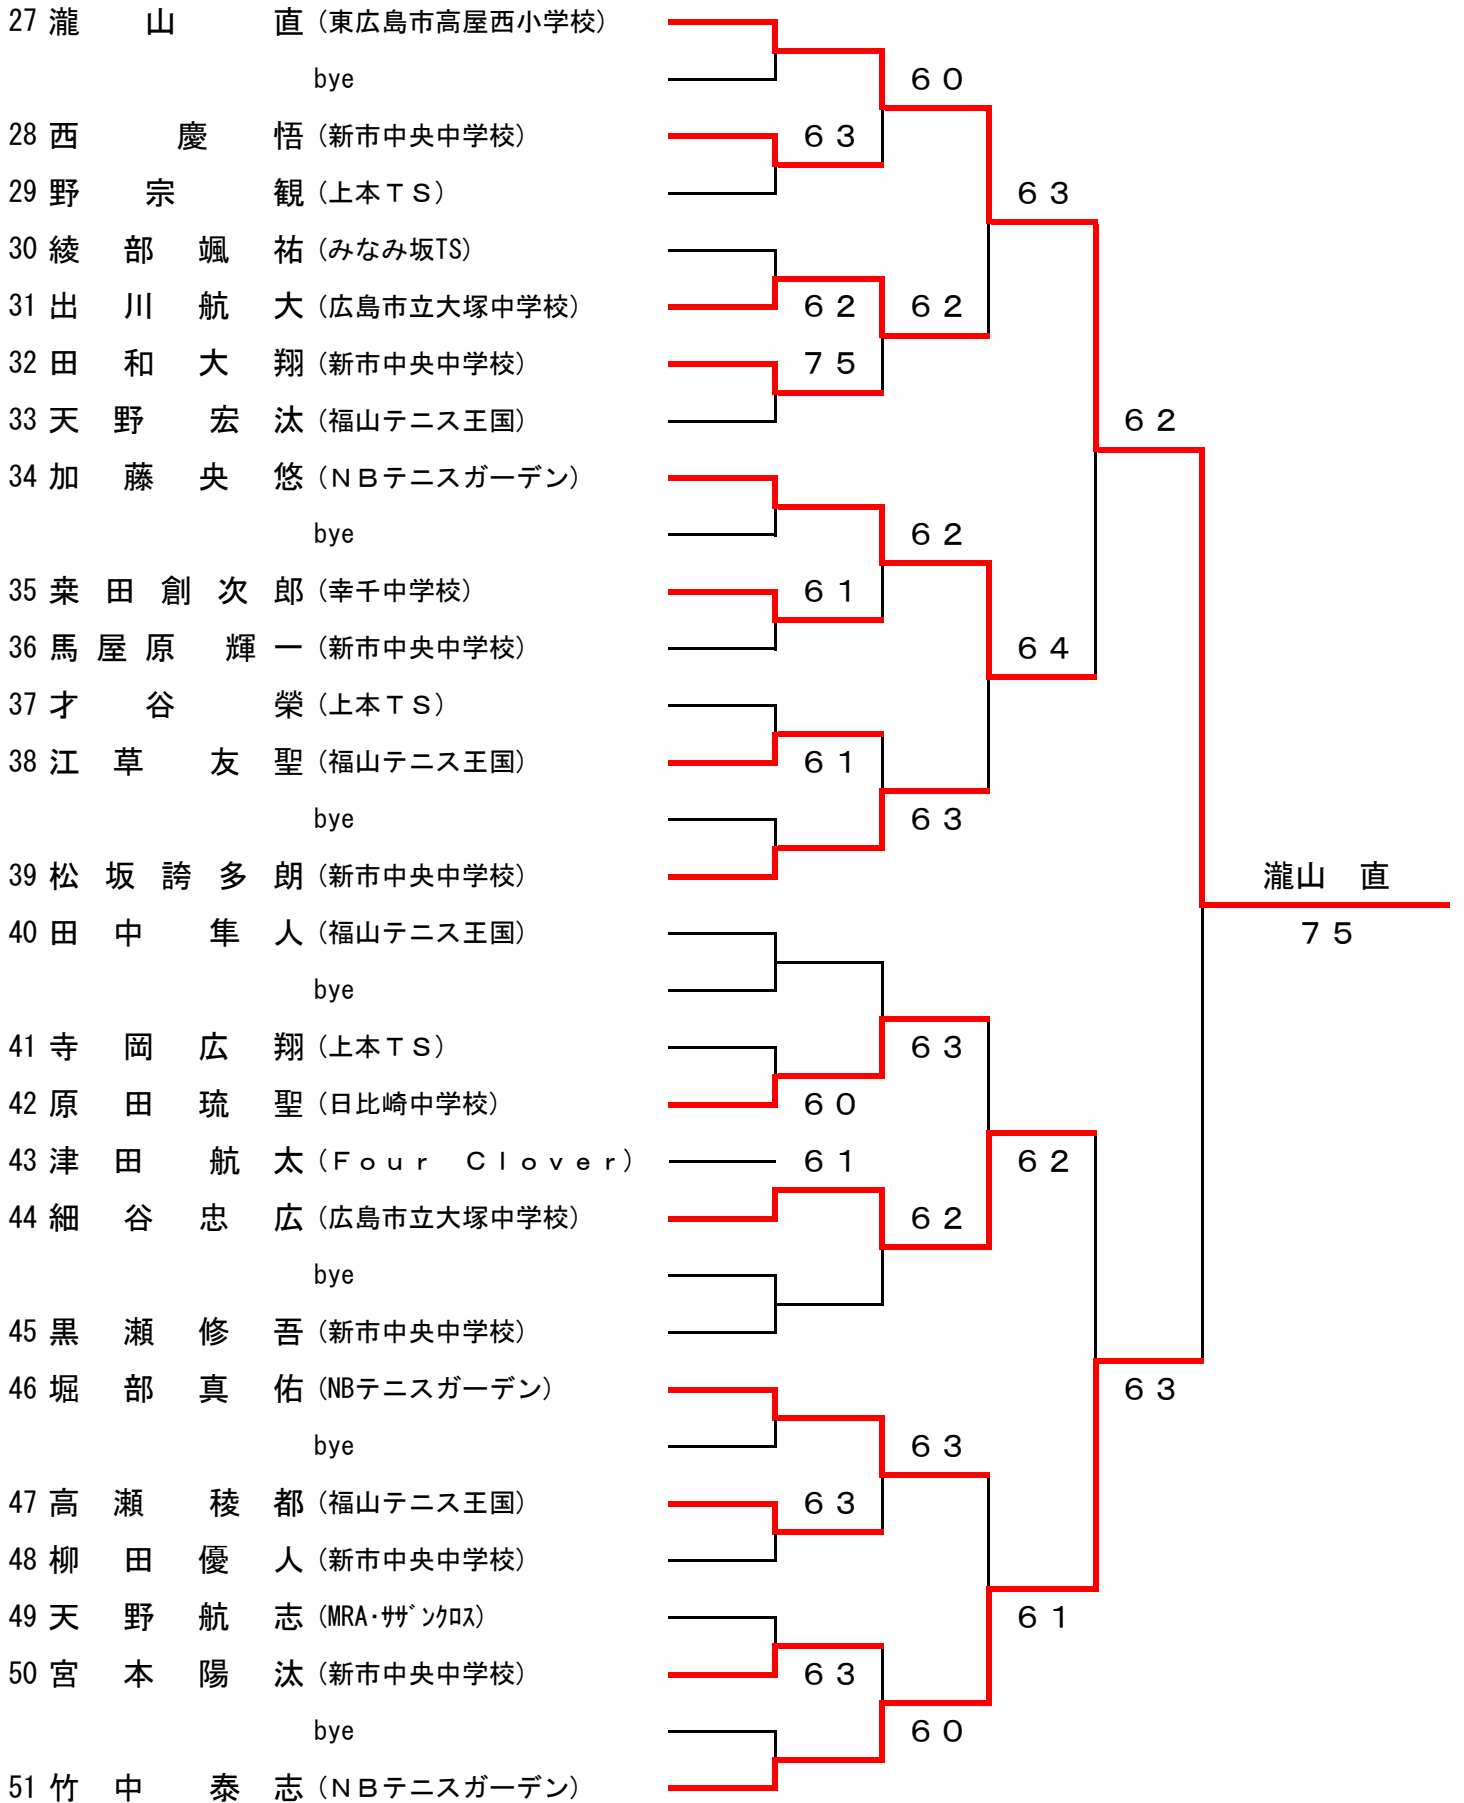 27 瀧 山 直 (東広島市高屋西小学校)
bye
６０
28 西 慶 悟 (新市中央中学校)
６３
29 野 宗 観 (上本ＴＳ)
６３
30 綾 部 颯 祐 (みなみ坂TS)
31 出 川 航 大 (広島市立大塚中学校)
６２
６２
32 田 和 大 翔 (新市中央中学校)
７５
33 天 野 宏 汰 (福山テニス王国)
６２
34 加 藤 央 悠 (ＮＢテニスガーデン)
bye
６２
35 桒 田 創 次 郎 (幸千中学校)
６１
36 馬 屋 原 輝 一 (新市中央中学校)
６４
37 才 谷 榮 (上本ＴＳ)
38 江 草 友 聖 (福山テニス王国)
６１
bye
６３
39 松 坂 誇 多 朗 (新市中央中学校)
瀧山 直
40 田 中 隼 人 (福山テニス王国)
７５
bye
41 寺 岡 広 翔 (上本ＴＳ)
６３
42 原 田 琉 聖 (日比崎中学校)
６０
43 津 田 航 太 (Ｆｏｕｒ Ｃｌｏｖｅｒ)
６１
６２
44 細 谷 忠 広 (広島市立大塚中学校)
６２
bye
45 黒 瀬 修 吾 (新市中央中学校)
46 堀 部 真 佑 (NBテニスガーデン)
６３
bye
６３
47 高 瀬 稜 都 (福山テニス王国)
６３
48 柳 田 優 人 (新市中央中学校)
49 天 野 航 志 (MRA･ｻｻﾞﾝｸﾛｽ)
６１
50 宮 本 陽 汰 (新市中央中学校)
６３
bye
６０
51 竹 中 泰 志 (ＮＢテニスガーデン)